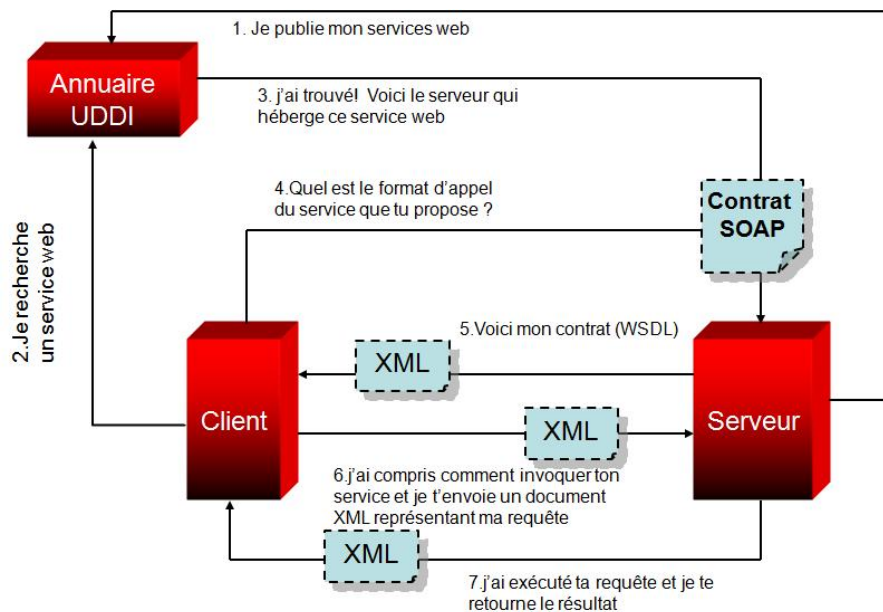 1. Je publie mon services web
Annuaire
UDDI
3. j'ai trouvé! Voici le serveur qui
héberge ce service web
4.Quel est le format d'appel
du service que tu propose ?
Contrat
SOAP
2.Je recherche
un service web
5.Voici mon contrat (WSDL)
XML
Client
XML
Serveur
6.j'ai compris comment invoquer ton
service et je t'envoie un document
XML représentant ma requête
XML
7.j'ai exécuté ta requête et je te
retourne le résultat